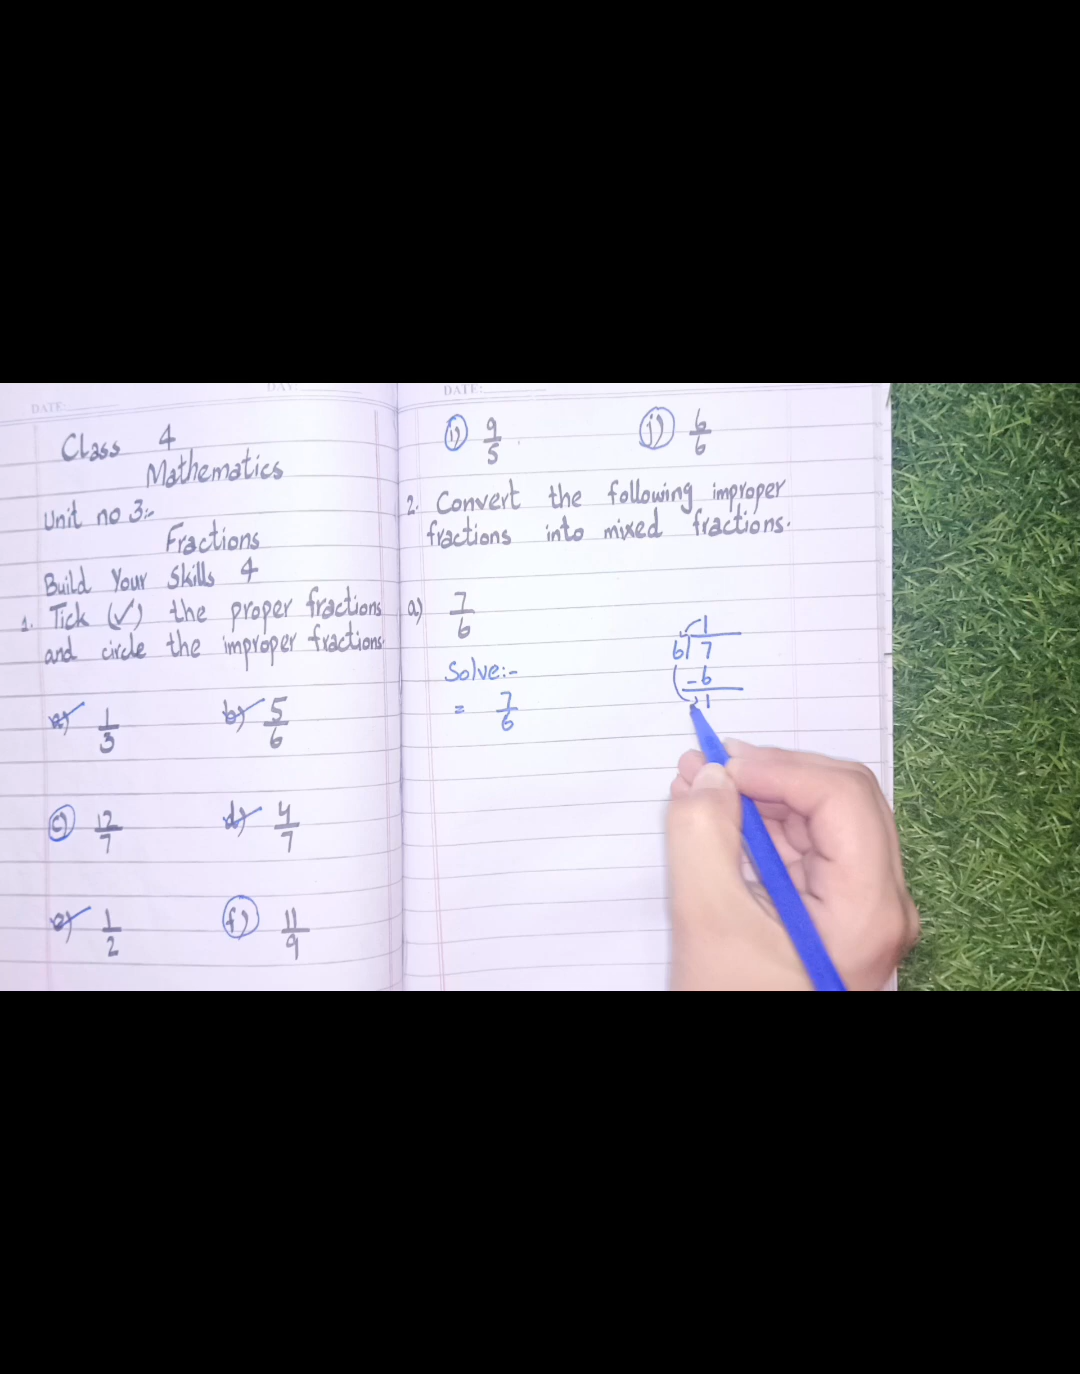 DATE:
DAY:
Class 4
Mathematics
Unit no 3:-
Fractions
Build Your Skills 4
1. Tick (✓) the proper fractions
and circle the improper fractions.
a) 1/3 b) 5/6
c) 12/7 d) 4/7
e) 1/2 f) 11/9
DATE:
i) 9/5 j) 6/6
2. Convert the following improper
fractions into mixed fractions.
a) 7/6
Solve:-
= 7/6
1
6 7
-6
1